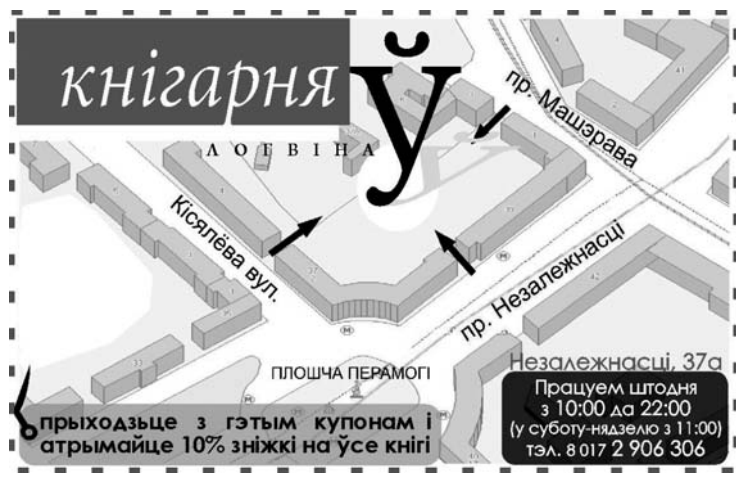 кнігарня
Ў
ЛОГВІНАЎ
пр. Машэрава
Кісялёва вул.
пр. Незалежнасці
ПЛОШЧА ПЕРАМОГІ
Незалежнасці, 37а
Працуем штодня
з 10:00 да 22:00
(у суботу-нядзелю з 11:00)
тэл. 8 017 2 906 306
прыходзьце з гэтым купонам і
атрымайце 10% зніжкі на ўсе кнігі